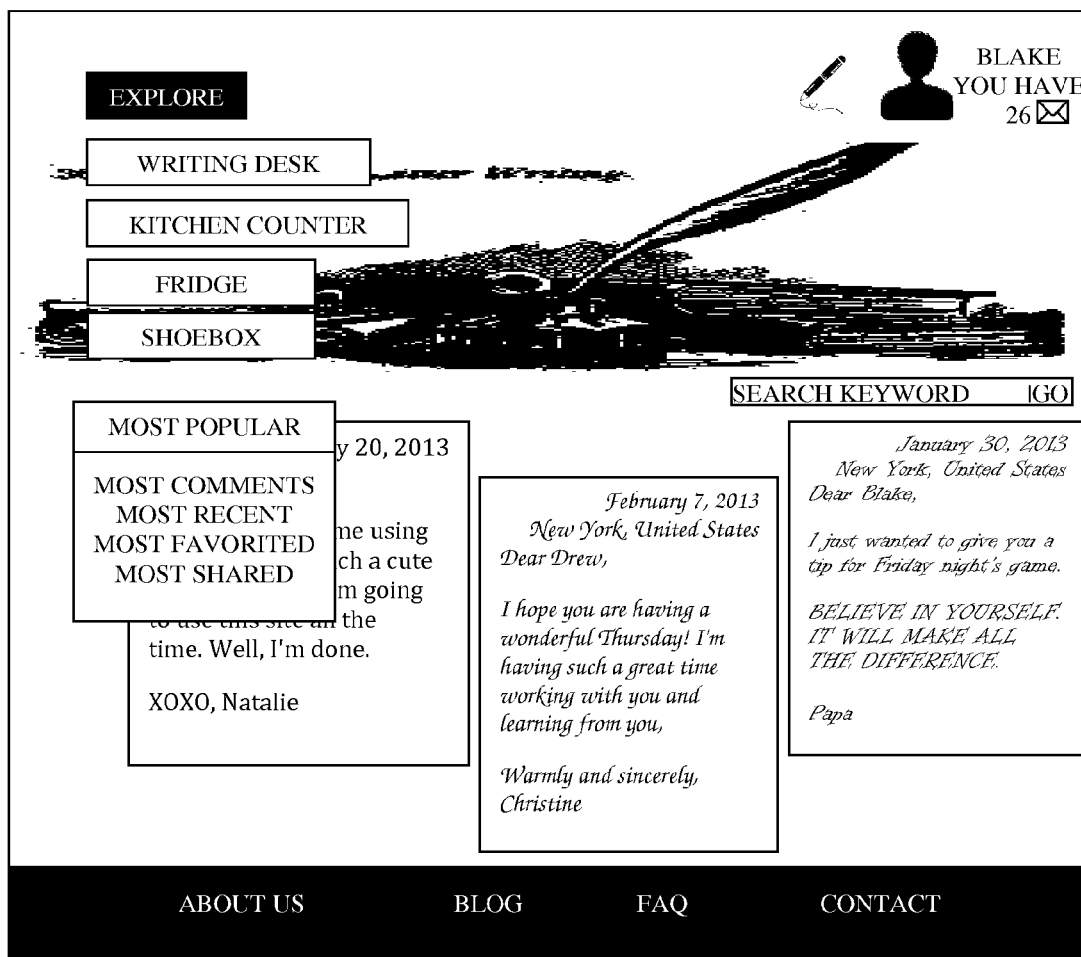 EXPLORE
BLAKE
YOU HAVE
26
WRITING DESK
KITCHEN COUNTER
FRIDGE
SHOEBOX
SEARCH KEYWORD |GO
MOST POPULAR
MOST COMMENTS
MOST RECENT
MOST FAVORITED
MOST SHARED
y 20, 2013
me using
ch a cute
m going
to use this site all the
time. Well, I'm done.
XOXO, Natalie
February 7, 2013
New York, United States
Dear Drew,
I hope you are having a
wonderful Thursday! I'm
having such a great time
working with you and
learning from you,
Warmly and sincerely,
Christine
January 30, 2013
New York, United States
Dear Blake,
I just wanted to give you a
tip for Friday night's game.
BELIEVE IN YOURSELF.
IT WILL MAKE ALL
THE DIFFERENCE.
Papa
ABOUT US BLOG FAQ CONTACT